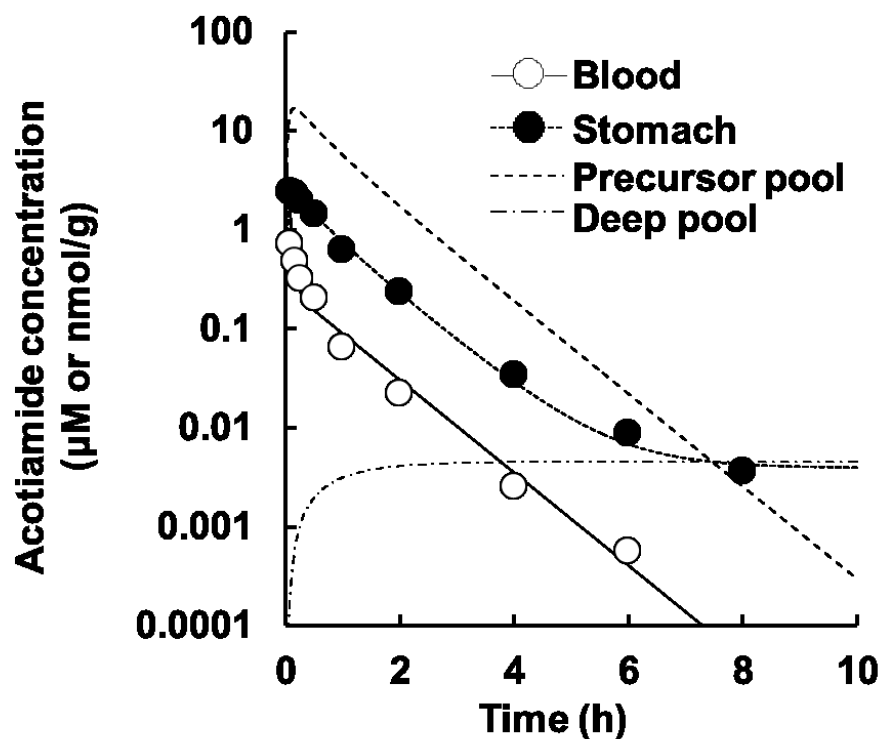 Acotiamide concentration
(µM or nmol/g)
100
10
1
0.1
0.01
0.001
0.0001
Blood
Stomach
Precursor pool
Deep pool
0 2 4 6 8 10
Time (h)